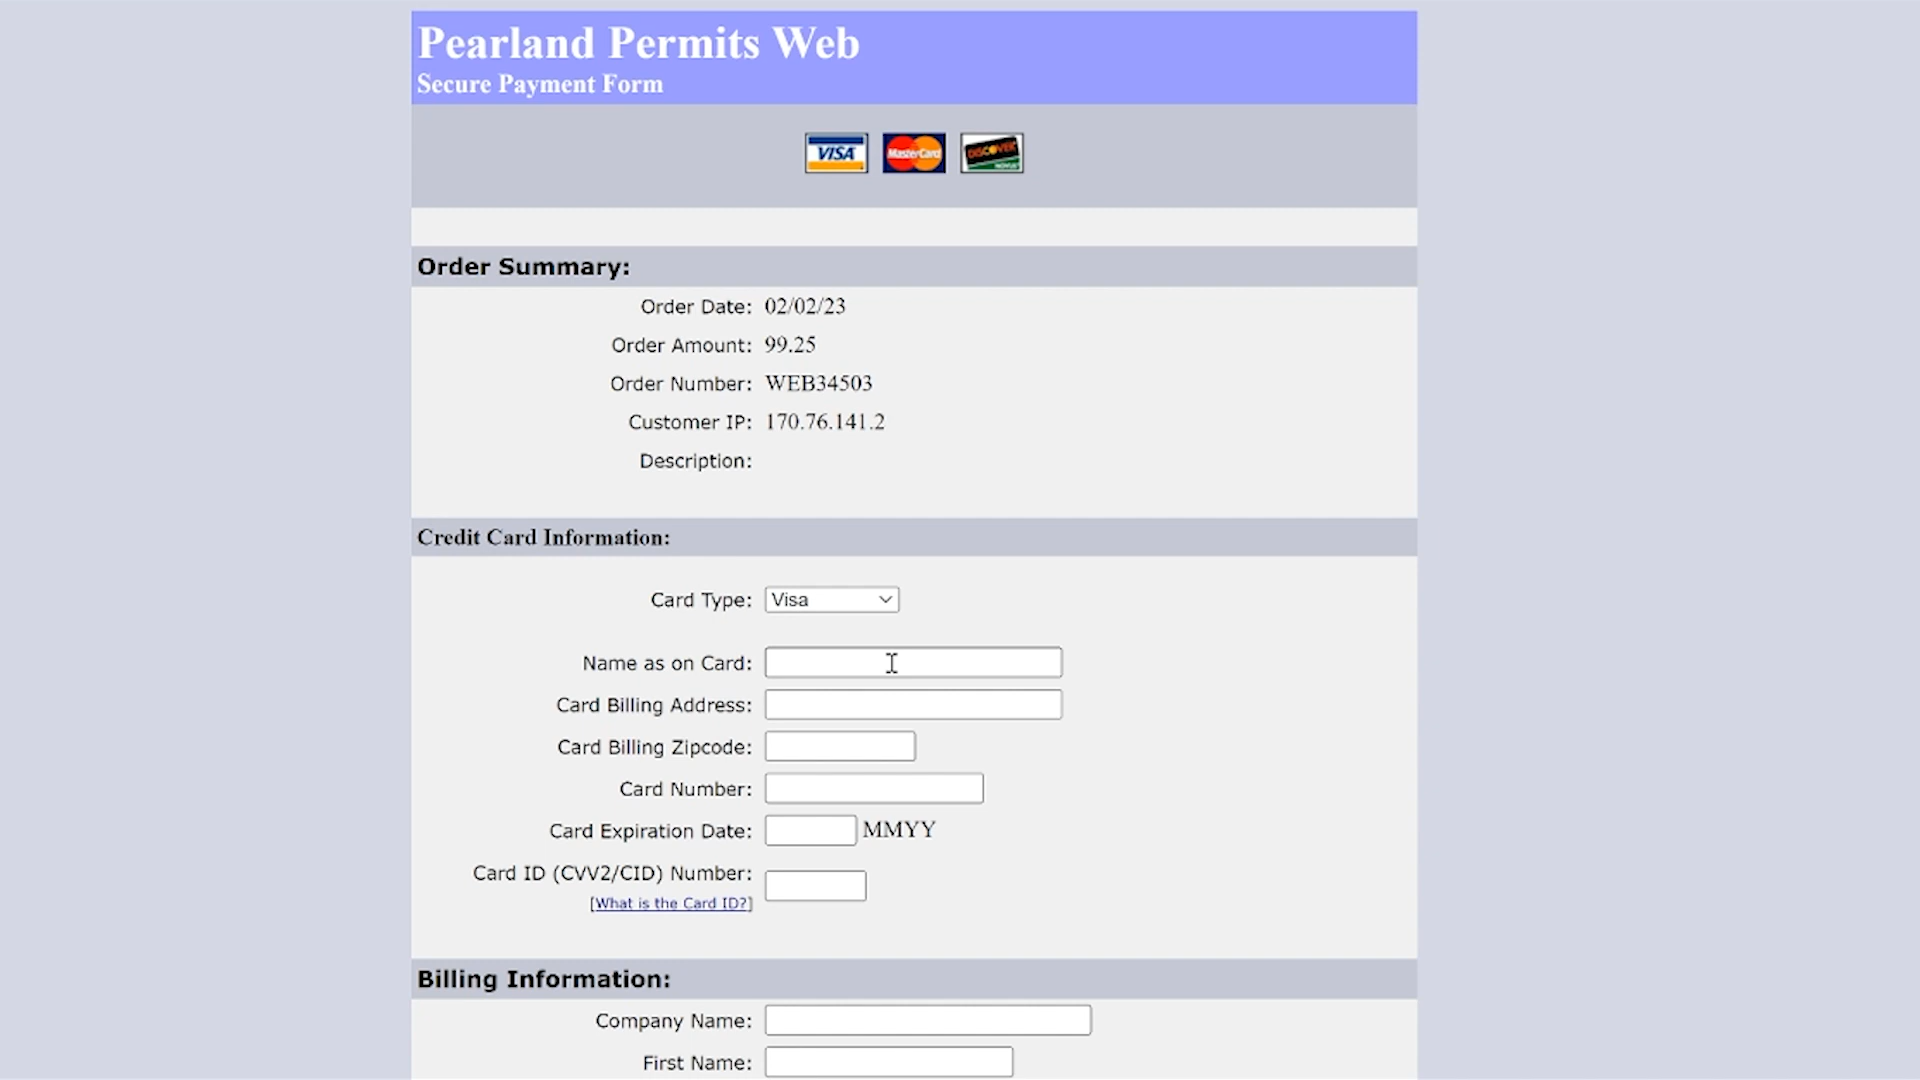 Pearland Permits Web
Secure Payment Form
VISA MasterCard DISCOVER
Order Summary:
Order Date: 02/02/23
Order Amount: 99.25
Order Number: WEB34503
Customer IP: 170.76.141.2
Description:
Credit Card Information:
Card Type: Visa
Name as on Card:
Card Billing Address:
Card Billing Zipcode:
Card Number:
Card Expiration Date: MMYY
Card ID (CVV2/CID) Number:
[What is the Card ID?]
Billing Information:
Company Name:
First Name: